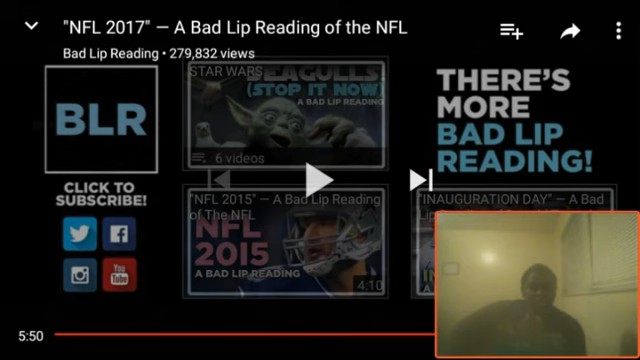 "NFL 2017" — A Bad Lip Reading of the NFL
Bad Lip Reading • 279,832 views
BLR
CLICK TO
SUBSCRIBE!
You
Tube
STAR WARS
SEAGULLS!
(STOP IT NOW)
A BAD LIP READING
6 videos
"NFL 2015" — A Bad Lip Reading
of The NFL
NFL
2015
A BAD LIP READING
4:10
THERE'S
MORE
BAD LIP
READING!
"INAUGURATION DAY" — A Bad
5:50